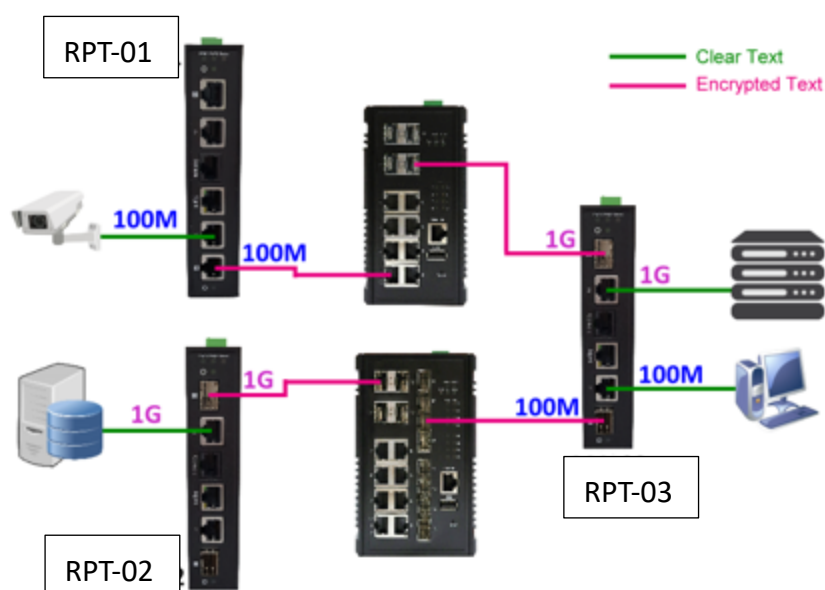 RPT-01
Clear Text
Encrypted Text
100M
100M
1G
1G
1G
1G
100M
100M
RPT-03
RPT-02